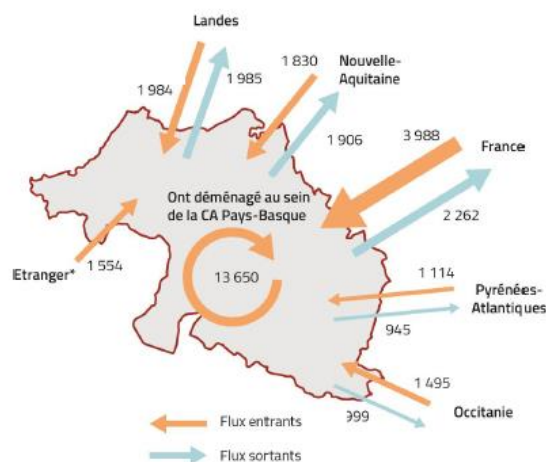 Landes
1 984
1 985
1 830
Nouvelle-
Aquitaine
1 906
3 988
France
2 262
Ont déménagé au sein
de la CA Pays-Basque
13 650
Etranger*
1 554
1 114
Pyrénées-
Atlantiques
945
1 495
Occitanie
999
Flux entrants
Flux sortants